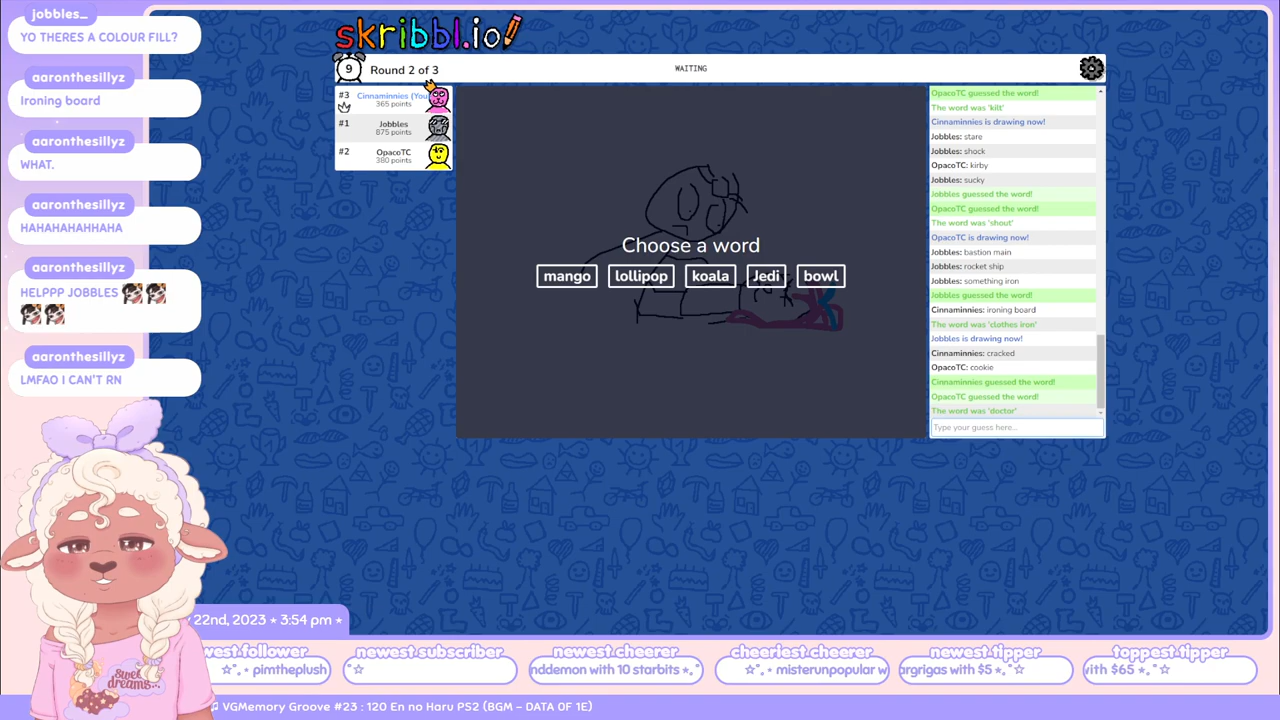 jobbles_
YO THERES A COLOUR FILL?
aaronthesillyz
Ironing board
aaronthesillyz
WHAT.
aaronthesillyz
HAHAHAHAHHAHA
aaronthesillyz
HELPPP JOBBLES
aaronthesillyz
LMFAO I CAN'T RN
skribbl.io
9
Round 2 of 3
WAITING
#3
Cinnaminnies (You
365 points
#1
Jobbles
875 points
#2
OpacoTC
380 points
Choose a word
mango
lollipop
koala
Jedi
bowl
OpacoTC guessed the word!
The word was 'kilt'
Cinnaminnies is drawing now!
Jobbles: stare
Jobbles: shock
OpacoTC: kirby
Jobbles: sucky
Jobbles guessed the word!
OpacoTC guessed the word!
The word was 'shout'
OpacoTC is drawing now!
Jobbles: bastion main
Jobbles: rocket ship
Jobbles: something iron
Jobbles guessed the word!
Cinnaminnies: ironing board
The word was 'clothes iron'
Jobbles is drawing now!
Cinnaminnies: cracked
OpacoTC: cookie
Cinnaminnies guessed the word!
OpacoTC guessed the word!
The word was 'doctor'
Type your guess here...
sweet dreams...
22nd, 2023 ★ 3:54 pm ★
west follower
pimtheplush
newest subscriber
newest cheerer
nddemon with 10 starbits
cheeriest cheerer
misterunpopular w
newest tipper
argrigas with $5
toppest tipper
with $65
♫ VGMemory Groove #23 : 120 En no Haru PS2 (BGM - DATA 0F 1E)